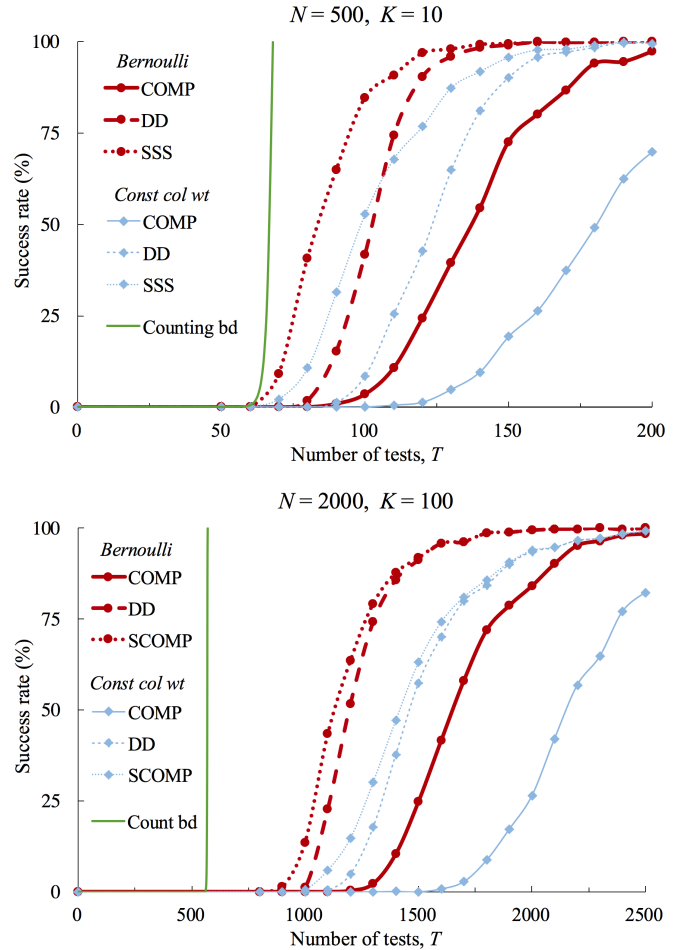 N = 500, K = 10
100
75
50
25
0
Success rate (%)
Bernoulli
COMP
DD
SSS
Const col wt
COMP
DD
SSS
Counting bd
0
50
100
150
200
Number of tests, T
N = 2000, K = 100
100
75
50
25
0
Success rate (%)
Bernoulli
COMP
DD
SCOMP
Const col wt
COMP
DD
SCOMP
Count bd
0
500
1000
1500
2000
2500
Number of tests, T